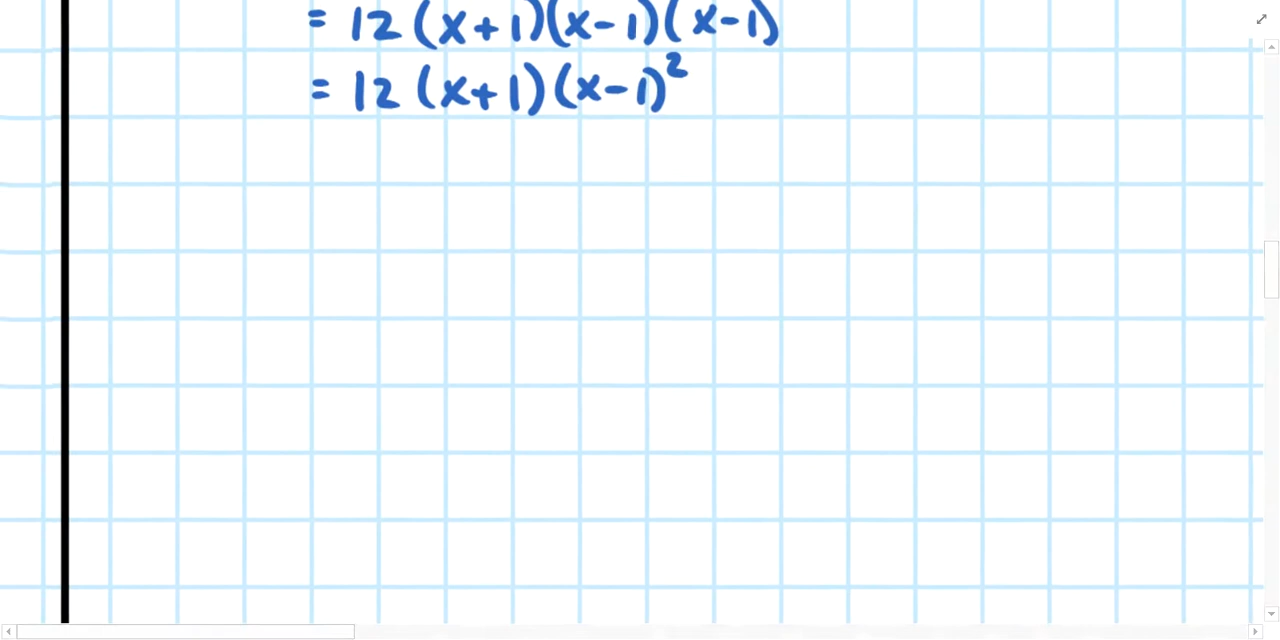 = 12(x+1)(x-1)(x-1)
= 12(x+1)(x-1)²